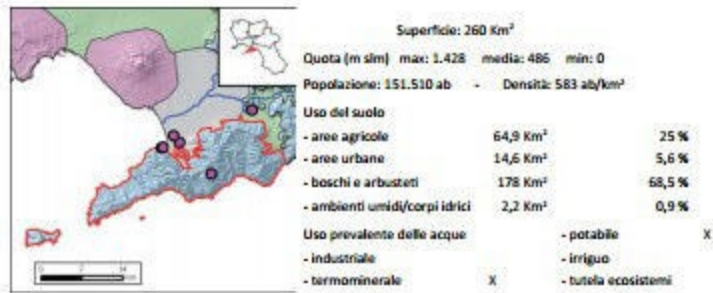 Superficie: 260 Km²
Quota (m slm) max: 1.428 media: 486 min: 0
Popolazione: 151.510 ab - Densità: 583 ab/km²
Uso del suolo
- aree agricole 64,9 Km² 25 %
- aree urbane 14,6 Km² 5,6 %
- boschi e arbusteti 178 Km² 68,5 %
- ambienti umidi/corpi idrici 2,2 Km² 0,9 %
Uso prevalente delle acque - potabile X
- industriale - irriguo
- termominerale X - tutela ecosistemi